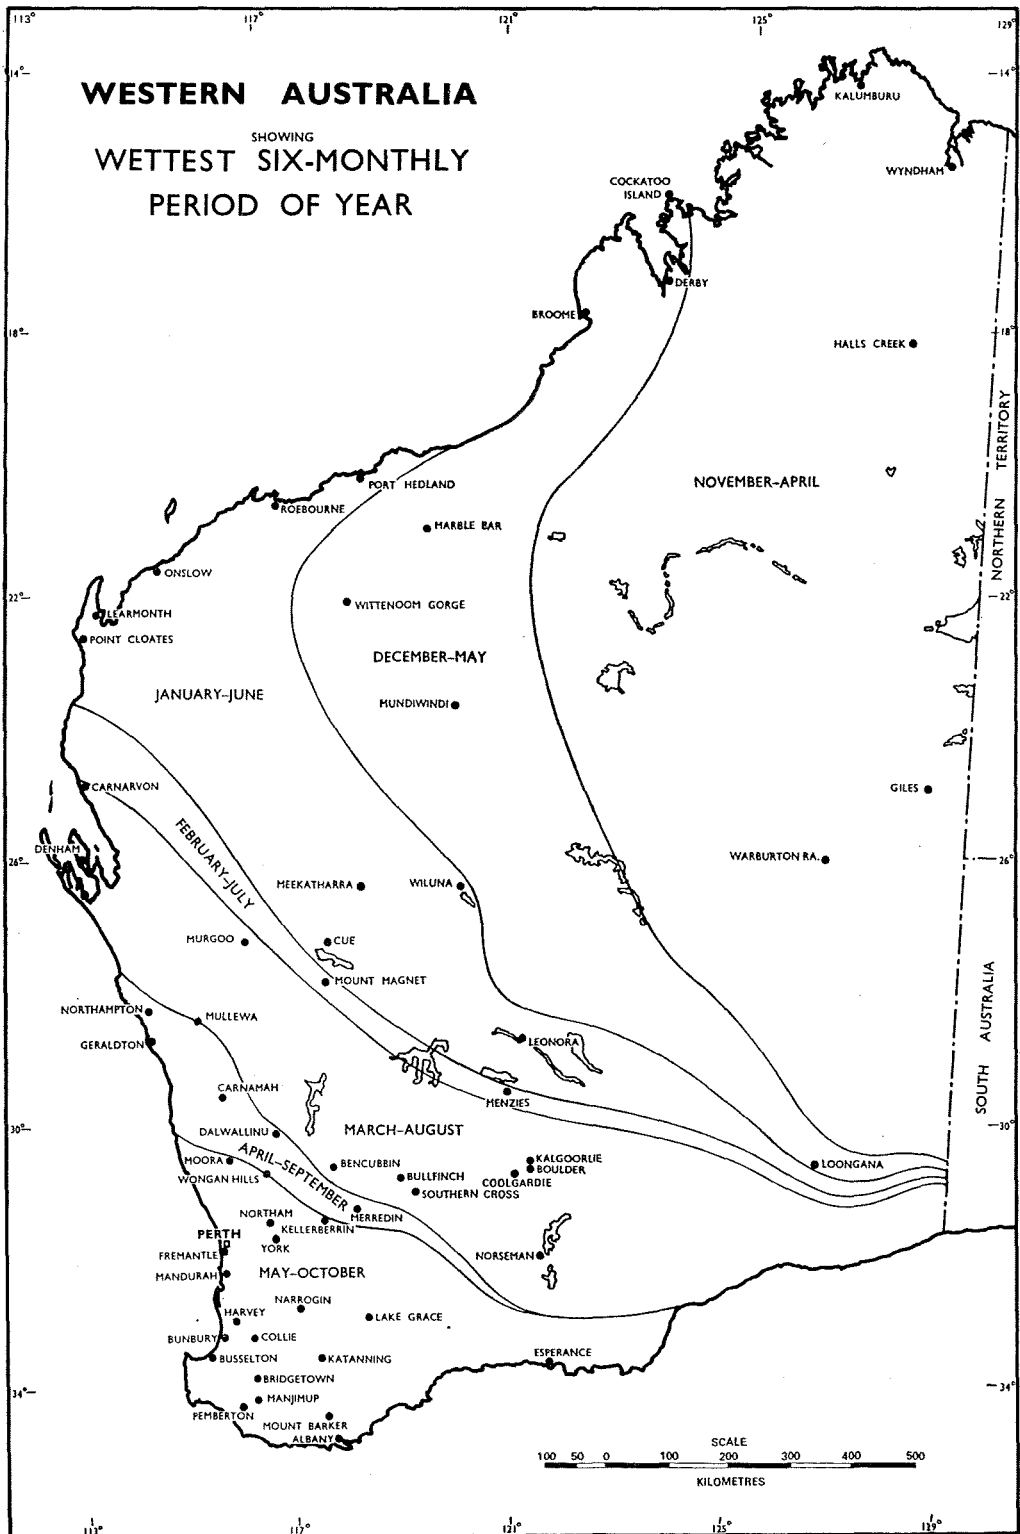 113° 117° 121° 125° 129°
14° 14°
WESTERN AUSTRALIA
SHOWING
WETTEST SIX-MONTHLY
PERIOD OF YEAR
KALUMBURU
WYNDHAM
COCKATOO
ISLAND
DERBY
BROOME
18° 18°
HALLS CREEK
NORTHERN TERRITORY
NOVEMBER-APRIL
PORT HEDLAND
ROEBOURNE
MARBLE BAR
ONSLOW
22° 22°
WITTENOOM GORGE
LEARMONTH
POINT CLOATES
DECEMBER-MAY
JANUARY-JUNE
MUNDIWINDI
CARNARVON
GILES
FEBRUARY-JULY
DENHAM
26° 26°
WARBURTON RA.
MEEKATHARRA
WILUNA
MURGOO
CUE
MOUNT MAGNET
SOUTH AUSTRALIA
NORTHAMPTON
MULLEWA
GERALDTON
LEONORA
CARNAMAH
MENZIES
30° 30°
DALWALLINU
MARCH-AUGUST
MOORA
APRIL-SEPTEMBER
WONGAN HILLS
BENCUBBIN
BULLFINCH
SOUTHERN CROSS
KALGOORLIE
BOULDER
COOLGARDIE
LOONGANA
NORTHAM
KELLERBERRIN
MERREDIN
PERTH
YORK
FREMANTLE
NORSEMAN
MANDURAH
MAY-OCTOBER
NARROGIN
HARVEY
LAKE GRACE
BUNBURY
COLLIE
BUSSELTON
KATANNING
ESPERANCE
BRIDGETOWN
34° 34°
MANJIMUP
PEMBERTON
MOUNT BARKER
ALBANY
SCALE
100 50 0 100 200 300 400 500
KILOMETRES
113° 117° 121° 125° 129°